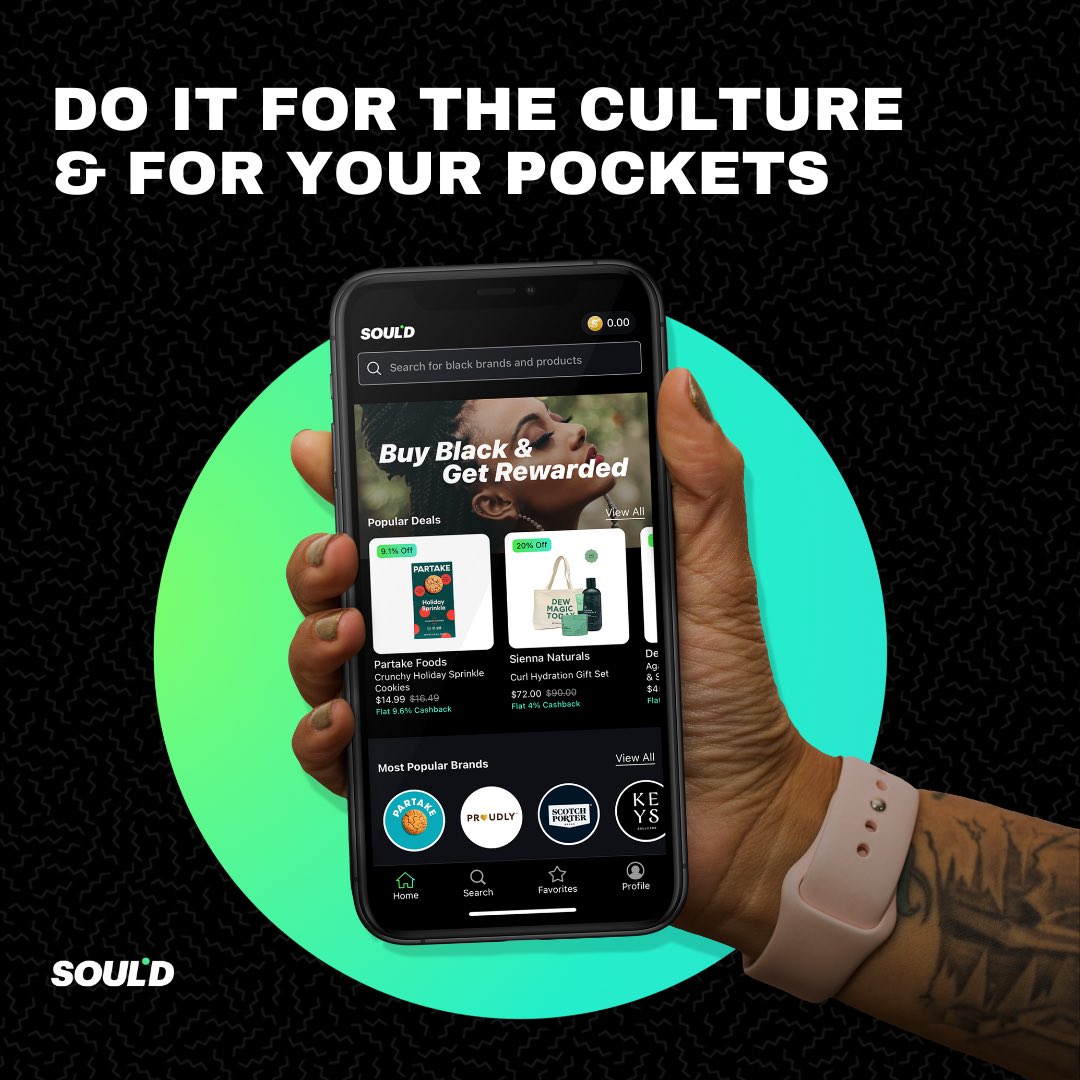 DO IT FOR THE CULTURE
& FOR YOUR POCKETS
SOUL'D
0.00
Search for black brands and products
Buy Black &
Get Rewarded
Popular Deals
View All
9.1% Off
PARTAKE
Holiday
Sprinkle
Partake Foods
Crunchy Holiday Sprinkle
Cookies
$14.99 $16.49
Flat 9.6% Cashback
20% Off
DEW
MAGIC
TODAY
Sienna Naturals
Curl Hydration Gift Set
$72.00 $90.00
Flat 4% Cashback
De
Aga
& S
$4
Fla
Most Popular Brands
View All
PARTAKE
PROUDLY
SCOTCH
PORTER
KE
YS
SOULCARE
Home
Search
Favorites
Profile
SOUL'D